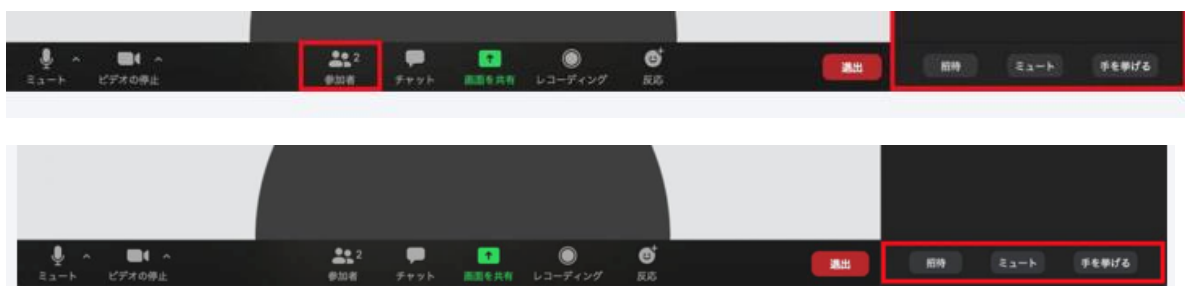 2
ミュート ビデオの停止 参加者 チャット 画面を共有 レコーディング 反応 退出 招待 ミュート 手を挙げる
2
ミュート ビデオの停止 参加者 チャット 画面を共有 レコーディング 反応 退出 招待 ミュート 手を挙げる